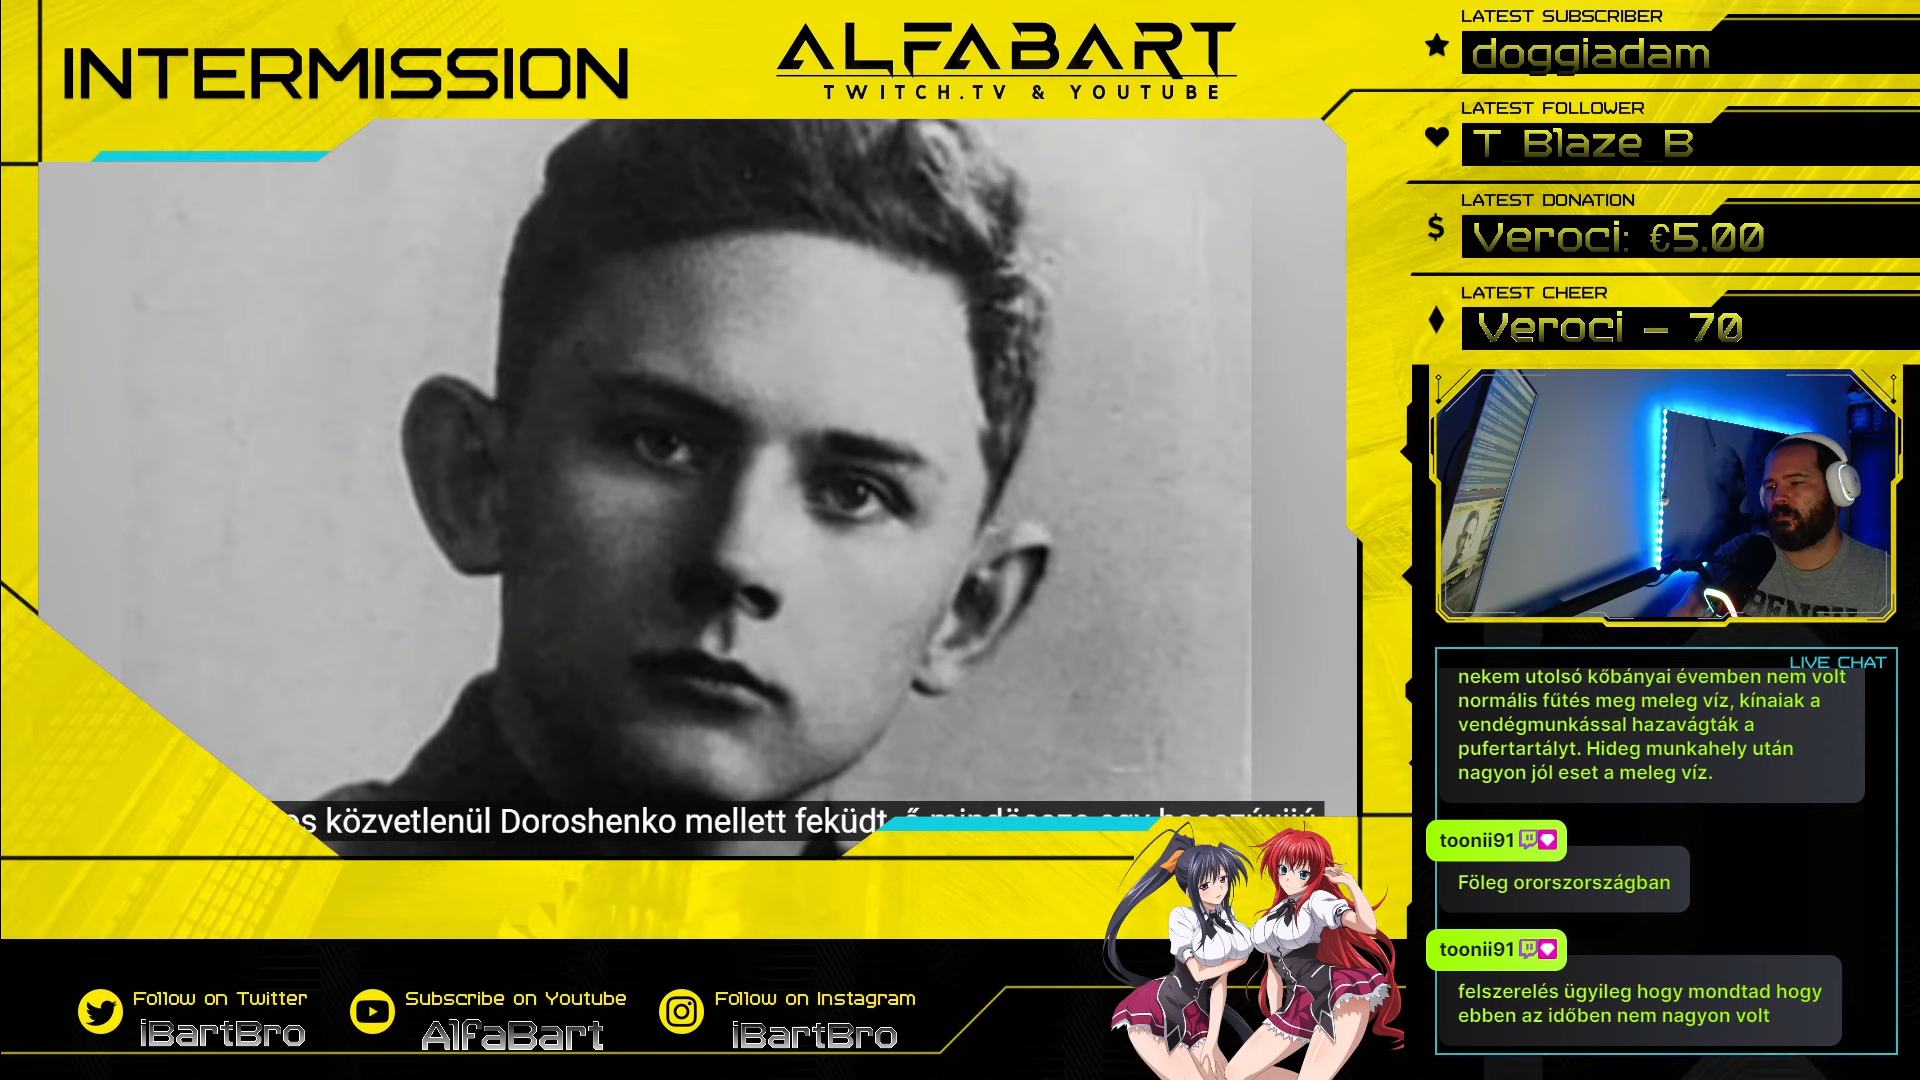 INTERMISSION
ALFABART
TWITCH.TV & YOUTUBE
LATEST SUBSCRIBER
doggiadam
LATEST FOLLOWER
T_Blaze_B
LATEST DONATION
Veroci: €5.00
LATEST CHEER
Veroci - 70
közvetlenül Doroshenko mellett feküdt
LIVE CHAT
nekem utolsó kőbányai évemben nem volt
normális fűtés meg meleg víz, kínaiak a
vendégmunkással hazavágták a
pufertartályt. Hideg munkahely után
nagyon jól eset a meleg víz.
toonii91
Föleg ororszországban
toonii91
felszerelés ügyileg hogy mondtad hogy
ebben az időben nem nagyon volt
Follow on Twitter
iBartBro
Subscribe on Youtube
AlfaBart
Follow on Instagram
iBartBro